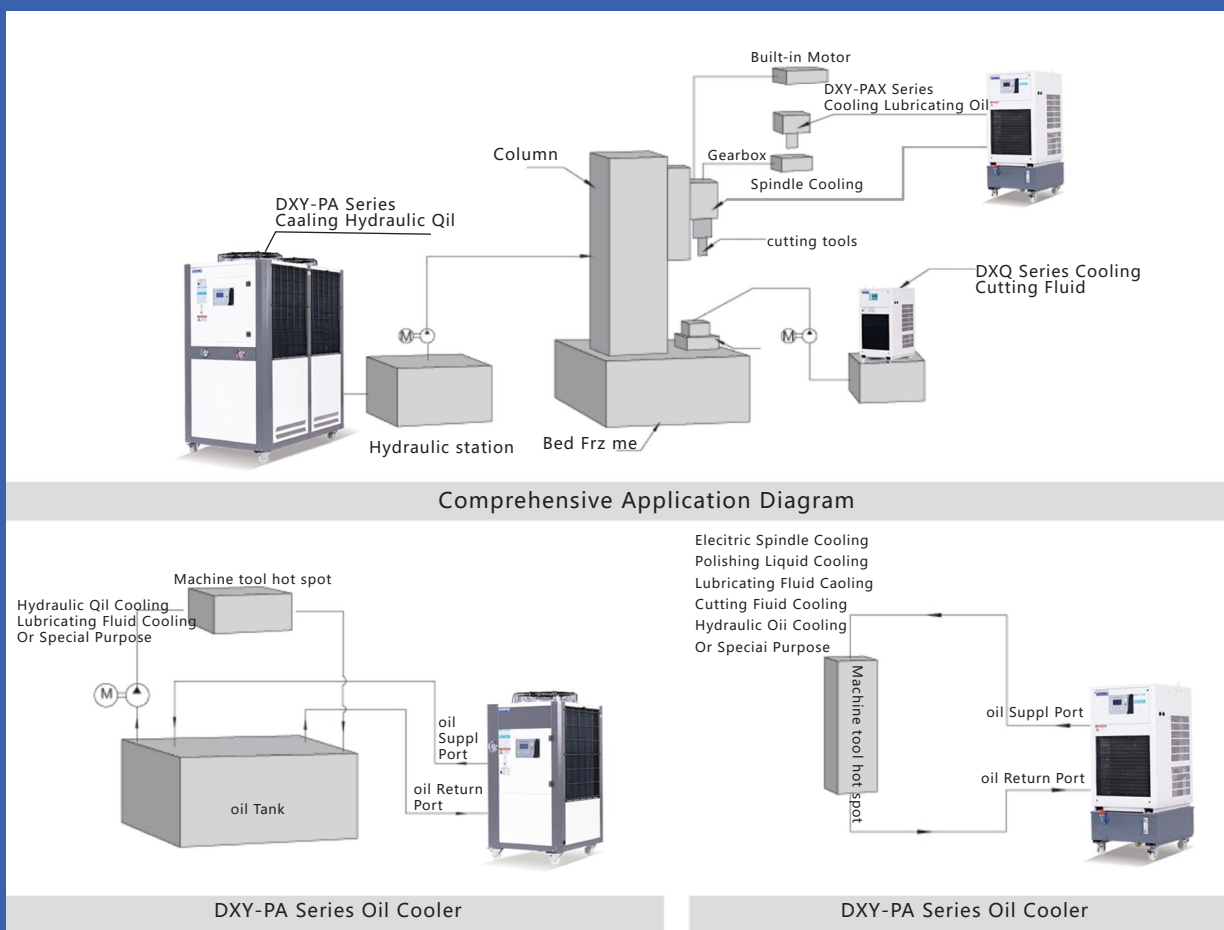 Built-in Motor
DXY-PAX Series
Cooling Lubricating Oil
Column
Gearbox
Spindle Cooling
DXY-PA Series
Caaling Hydraulic Qil
cutting tools
DXQ Series Cooling
Cutting Fluid
M
M
Hydraulic station
Bed Frz me
Comprehensive Application Diagram
Machine tool hot spot
Hydraulic Qil Cooling
Lubricating Fluid Cooling
Or Special Purpose
M
oil
Suppl
Port
oil Return
Port
oil Tank
DXY-PA Series Oil Cooler
Elecitric Spindle Cooling
Polishing Liquid Cooling
Lubricating Fluid Caoling
Cutting Fiuid Cooling
Hydraulic Oii Cooling
Or Speciai Purpose
Machine tool hot spot
oil Suppl Port
oil Return Port
DXY-PA Series Oil Cooler